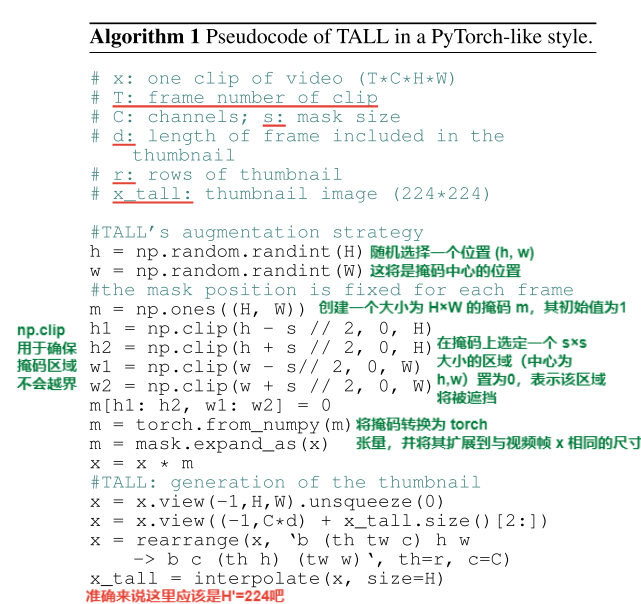 Algorithm 1 Pseudocode of TALL in a PyTorch-like style.
# x: one clip of video (T*C*H*W)
# T: frame number of clip
# C: channels; s: mask size
# d: length of frame included in the
thumbnail
# r: rows of thumbnail
# x_tall: thumbnail image (224*224)
#TALL's augmentation strategy
h = np.random.randint(H) 随机选择一个位置 (h, w)
w = np.random.randint(W) 这将是掩码中心的位置
#the mask position is fixed for each frame
m = np.ones((H, W)) 创建一个大小为 H×W 的掩码 m，其初始值为1
np.clip
用于确保
掩码区域
不会越界
h1 = np.clip(h - s // 2, 0, H)
h2 = np.clip(h + s // 2, 0, H)
w1 = np.clip(w - s// 2, 0, W)
w2 = np.clip(w + s // 2, 0, W)
在掩码上选定一个 s×s
大小的区域（中心为
h,w）置为0，表示该区域
将被遮挡
m[h1: h2, w1: w2] = 0
m = torch.from_numpy(m) 将掩码转换为 torch
m = mask.expand_as(x) 张量，并将其扩展到与视频帧 x 相同的尺寸
x = x * m
#TALL: generation of the thumbnail
x = x.view(-1,H,W).unsqueeze(0)
x = x.view((-1,C*d) + x_tall.size()[2:])
x = rearrange(x, ‘b (th tw c) h w
-> b c (th h) (tw w)‘, th=r, c=C)
x_tall = interpolate(x, size=H)
准确来说这里应该是H'=224吧